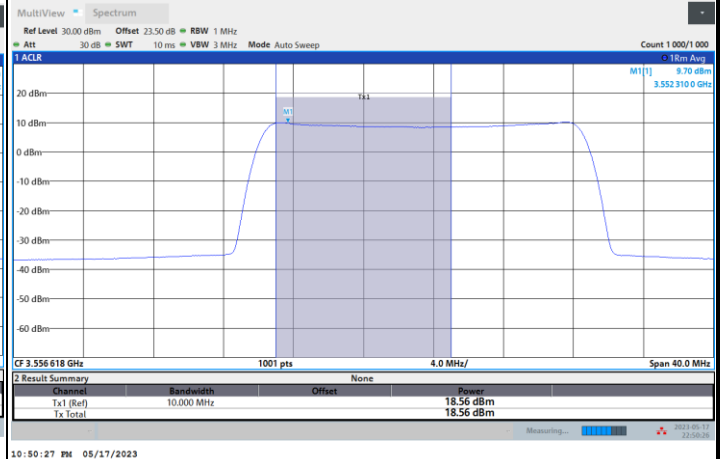 MultiView Spectrum
Ref Level 30.00 dBm Offset 23.50 dB RBW 1 MHz
Att 30 dB SWT 10 ms VBW 3 MHz Mode Auto Sweep Count 1 000/1 000
1 ACLR 1Rm Avg
M1[1] 9.70 dBm
3.552 310 0 GHz
20 dBm
Tx1
M1
10 dBm
0 dBm
-10 dBm
-20 dBm
-30 dBm
-40 dBm
-50 dBm
-60 dBm
CF 3.556 618 GHz 1001 pts 4.0 MHz/ Span 40.0 MHz
2 Result Summary None
Channel Bandwidth Offset Power
Tx1 (Ref) 10.000 MHz 18.56 dBm
Tx Total 18.56 dBm
Measuring... 2023-05-17
22:50:26
10:50:27 PM 05/17/2023